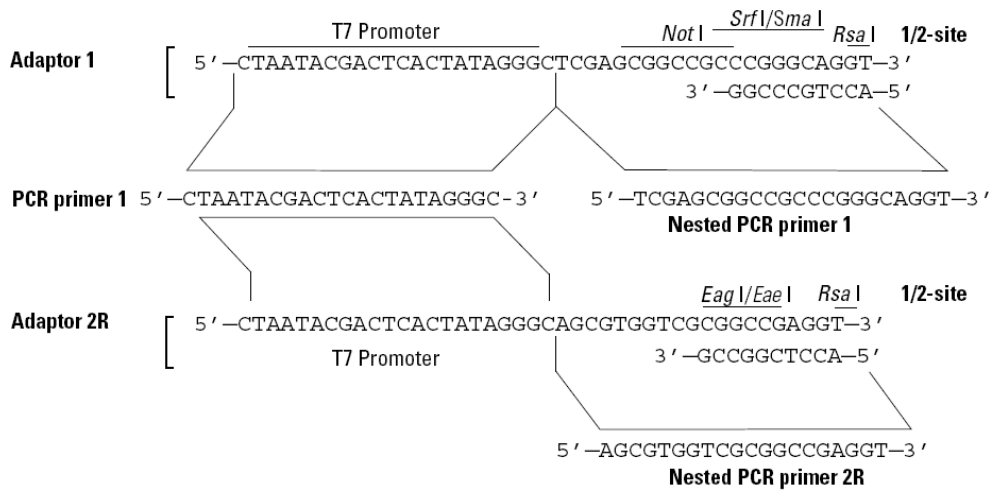 T7 Promoter Not I Srf I/Sma I Rsa I 1/2-site
Adaptor 1 5′–CTAATACGACTCACTATAGGGCTCGAGCGGCCGCCCGGGCAGGT–3′
3′–GGCCCGTCCA–5′
PCR primer 1 5′–CTAATACGACTCACTATAGGGC-3′ 5′–TCGAGCGGCCGCCCGGGCAGGT–3′
Nested PCR primer 1
Eag I/Eae I Rsa I 1/2-site
Adaptor 2R 5′–CTAATACGACTCACTATAGGGCAGCGTGGTCGCGGCCGAGGT–3′
T7 Promoter 3′–GCCGGCTCCA–5′
5′–AGCGTGGTCGCGGCCGAGGT–3′
Nested PCR primer 2R